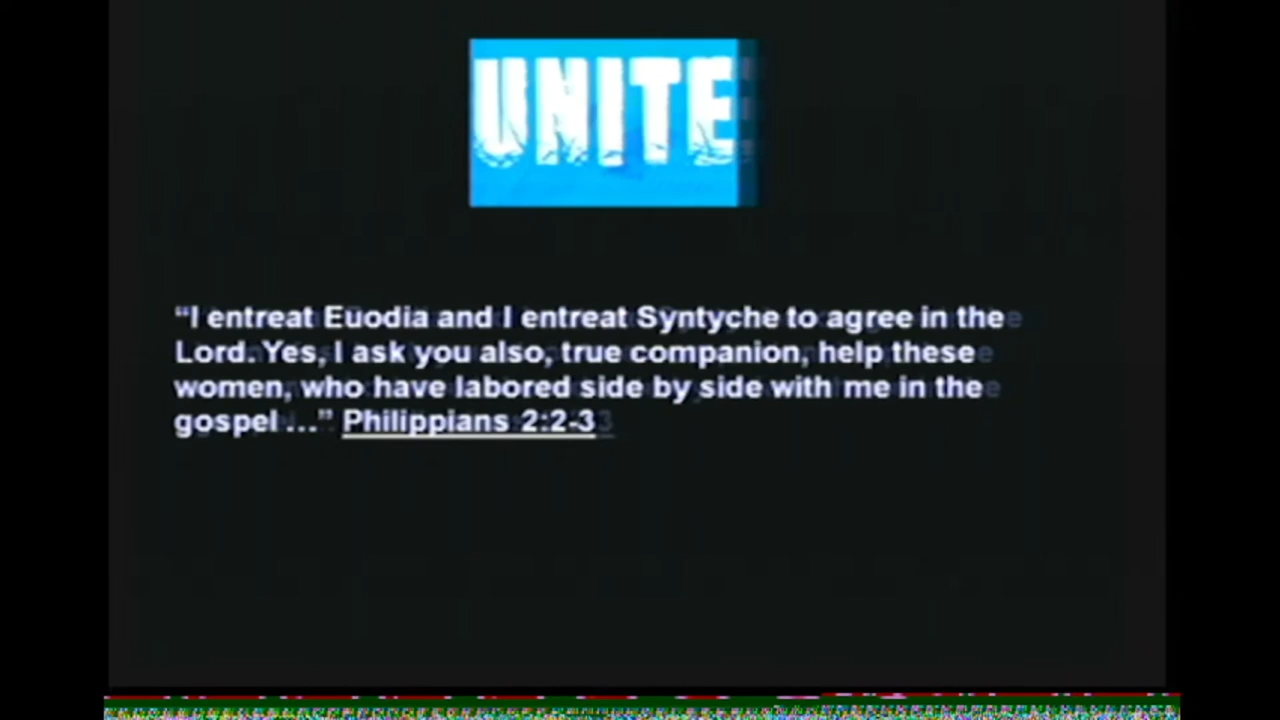 UNITE
“I entreat Euodia and I entreat Syntyche to agree in the
Lord. Yes, I ask you also, true companion, help these
women, who have labored side by side with me in the
gospel …” Philippians 2:2-3